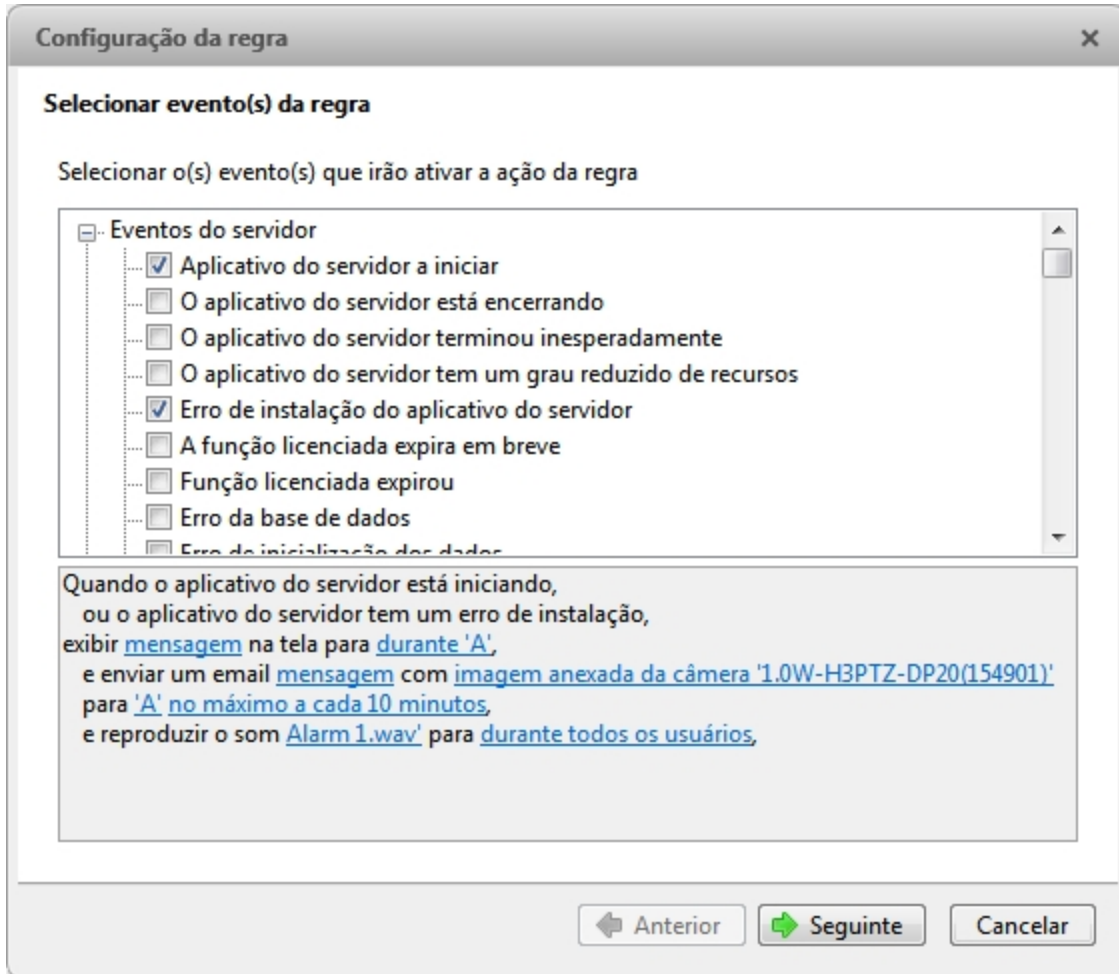 Configuração da regra
Selecionar evento(s) da regra
Selecionar o(s) evento(s) que irão ativar a ação da regra
Eventos do servidor
Aplicativo do servidor a iniciar
O aplicativo do servidor está encerrando
O aplicativo do servidor terminou inesperadamente
O aplicativo do servidor tem um grau reduzido de recursos
Erro de instalação do aplicativo do servidor
A função licenciada expira em breve
Função licenciada expirou
Erro da base de dados
Erro de inicialização dos dados
Quando o aplicativo do servidor está iniciando,
ou o aplicativo do servidor tem um erro de instalação,
exibir mensagem na tela para durante 'A',
e enviar um email mensagem com imagem anexada da câmera '1.0W-H3PTZ-DP20(154901)'
para 'A' no máximo a cada 10 minutos,
e reproduzir o som Alarm 1.wav' para durante todos os usuários,
Anterior
Seguinte
Cancelar